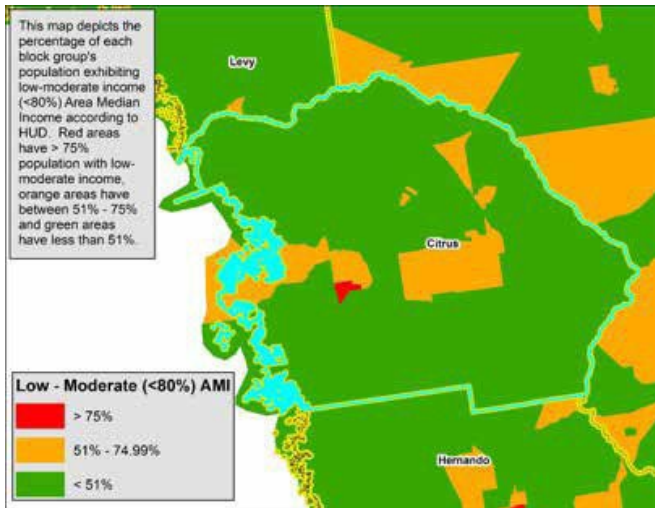 This map depicts the
percentage of each
block group's
population exhibiting
low-moderate income
(<80%) Area Median
Income according to
HUD. Red areas
have > 75%
population with low-
moderate income,
orange areas have
between 51% - 75%
and green areas
have less than 51%.
Levy
Citrus
Low - Moderate (<80%) AMI
> 75%
51% - 74.99%
< 51%
Hernando